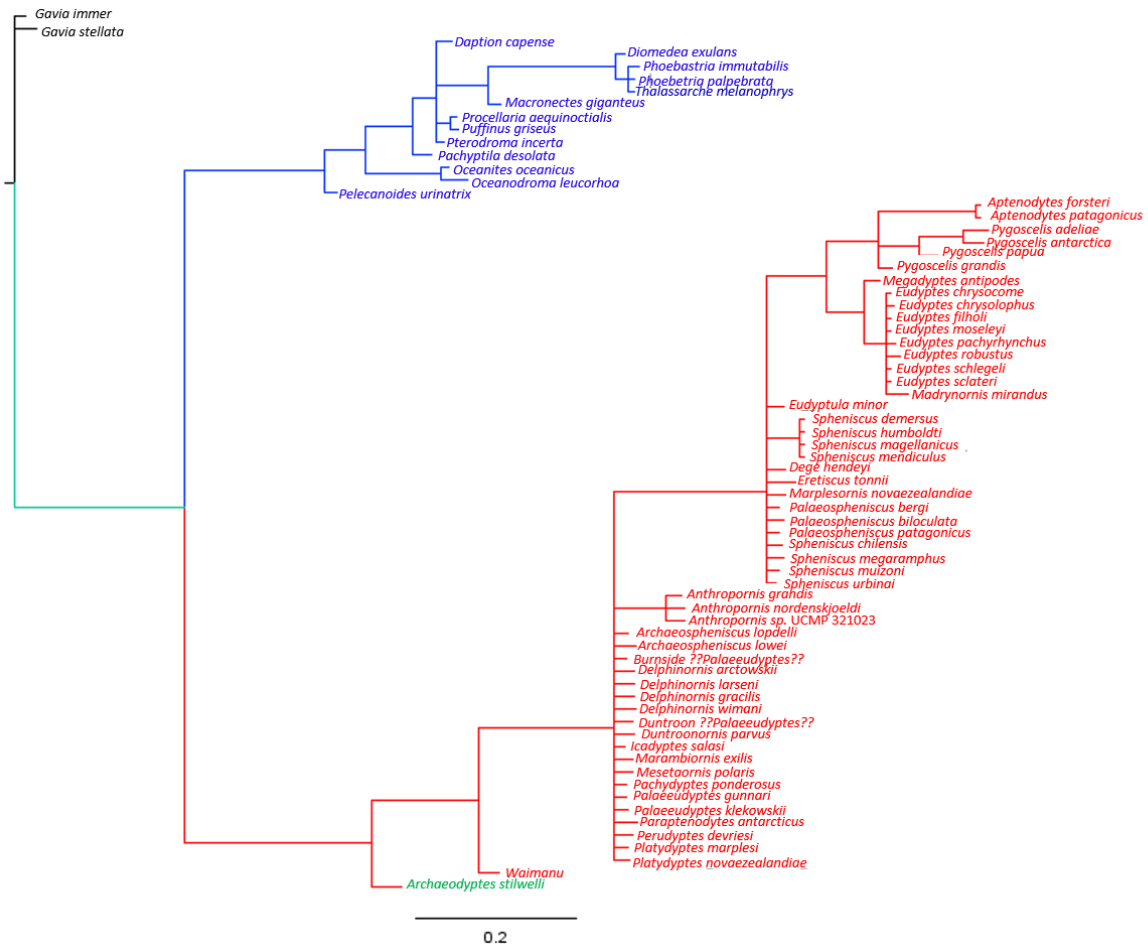 Gavia immer
Gavia stellata
Daption capense
Diomedea exulans
Phoebastria immutabilis
Phoebetria palpebrata
Thalassarche melanophrys
Macronectes giganteus
Procellaria aequinoctialis
Puffinus griseus
Pterodroma incerta
Pachyptila desolata
Oceanites oceanicus
Oceanodroma leucorhoa
Pelecanoides urinatrix
Aptenodytes forsteri
Aptenodytes patagonicus
Pygoscelis adeliae
Pygoscelis antarctica
Pygoscelis papua
Pygoscelis grandis
Megadyptes antipodes
Eudyptes chrysocome
Eudyptes chrysolophus
Eudyptes filholi
Eudyptes moseleyi
Eudyptes pachyrhynchus
Eudyptes robustus
Eudyptes schlegeli
Eudyptes sclateri
Madrynornis mirandus
Eudyptula minor
Spheniscus demersus
Spheniscus humboldti
Spheniscus magellanicus
Spheniscus mendiculus
Dege hendeyi
Eretiscus tonnii
Marplesornis novaezealandiae
Palaeospheniscus bergi
Palaeospheniscus biloculata
Palaeospheniscus patagonicus
Spheniscus chilensis
Spheniscus megaramphus
Spheniscus muizoni
Spheniscus urbinai
Anthropornis grandis
Anthropornis nordenskjoeldi
Anthropornis sp. UCMP 321023
Archaeospheniscus lopdelli
Archaeospheniscus lowei
Burnside ??Palaeeudyptes??
Delphinornis arctowskii
Delphinornis larseni
Delphinornis gracilis
Delphinornis wimani
Duntroon ??Palaeeudyptes??
Duntroonornis parvus
Icadyptes salasi
Marambiornis exilis
Mesetaornis polaris
Pachydyptes ponderosus
Palaeeudyptes gunnari
Palaeeudyptes klekowskii
Paraptenodytes antarcticus
Perudyptes devriesi
Platydyptes marplesi
Platydyptes novaezealandiae
Waimanu
Archaeodyptes stilwelli
0.2